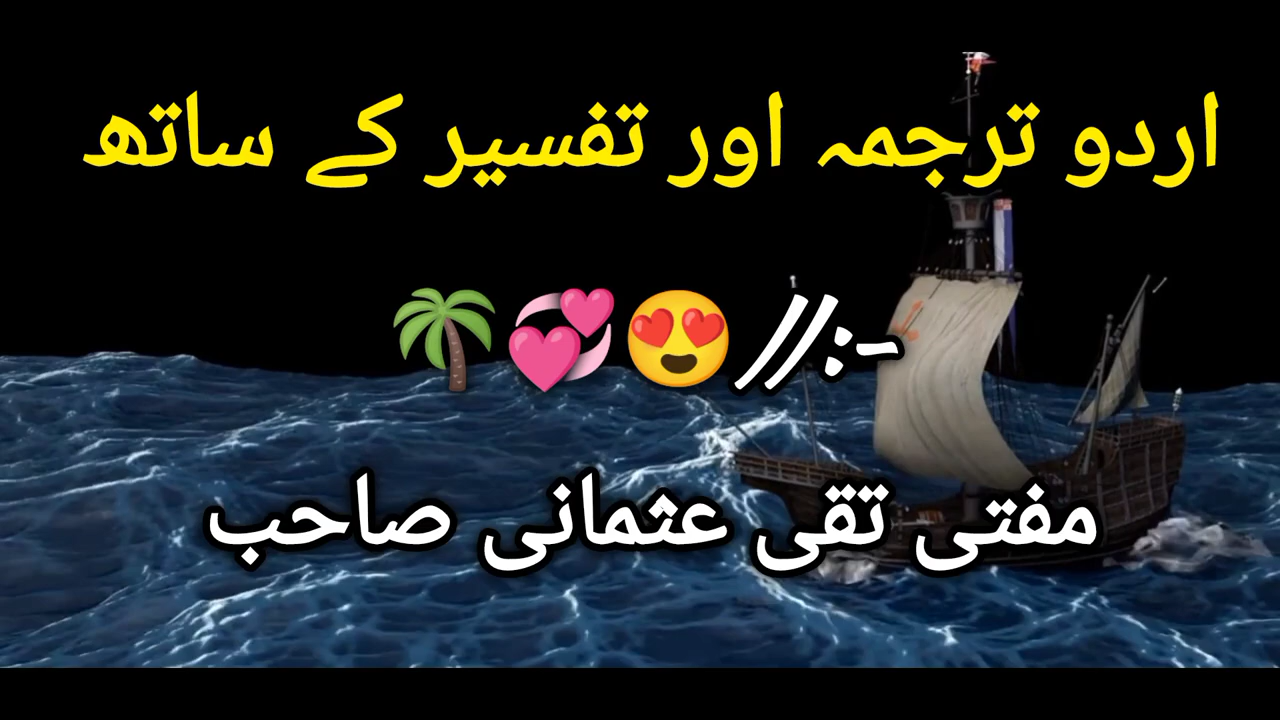 اردو ترجمہ اور تفسیر کے ساتھ
-://😍💞🌴
مفتی تقی عثمانی صاحب